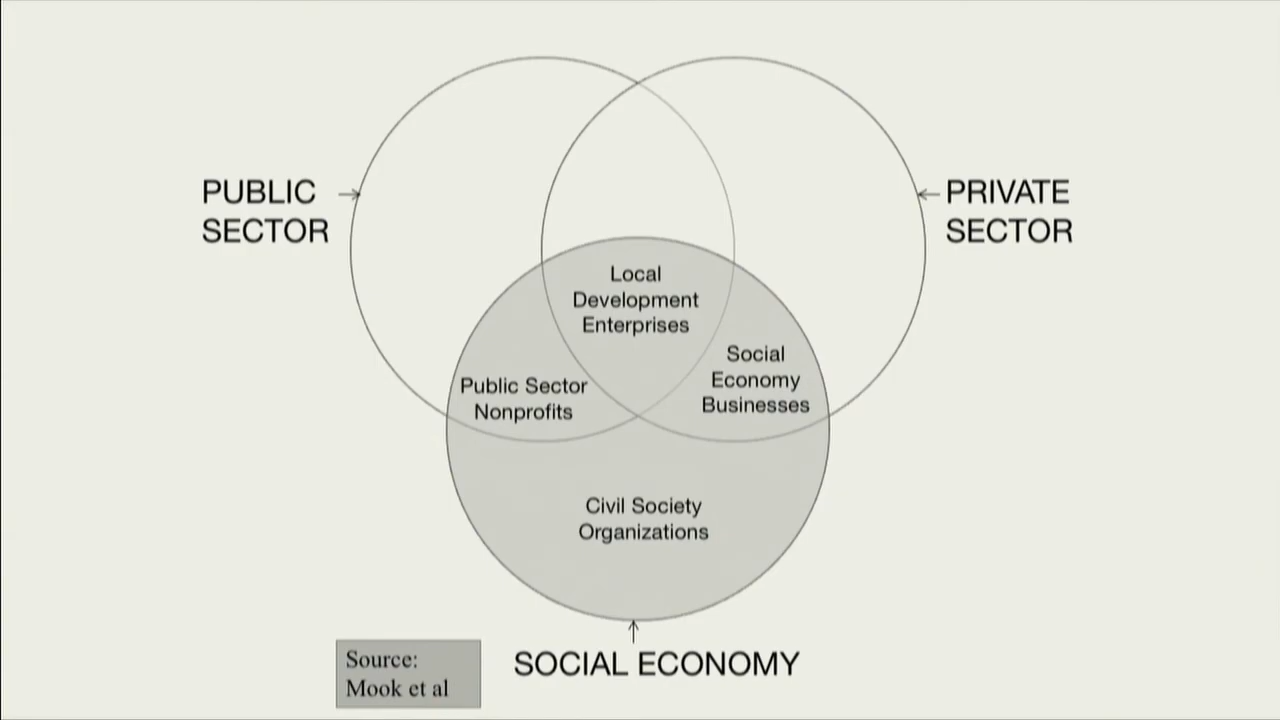 PUBLIC
SECTOR
PRIVATE
SECTOR
Local
Development
Enterprises
Social
Economy
Businesses
Public Sector
Nonprofits
Civil Society
Organizations
SOCIAL ECONOMY
Source:
Mook et al